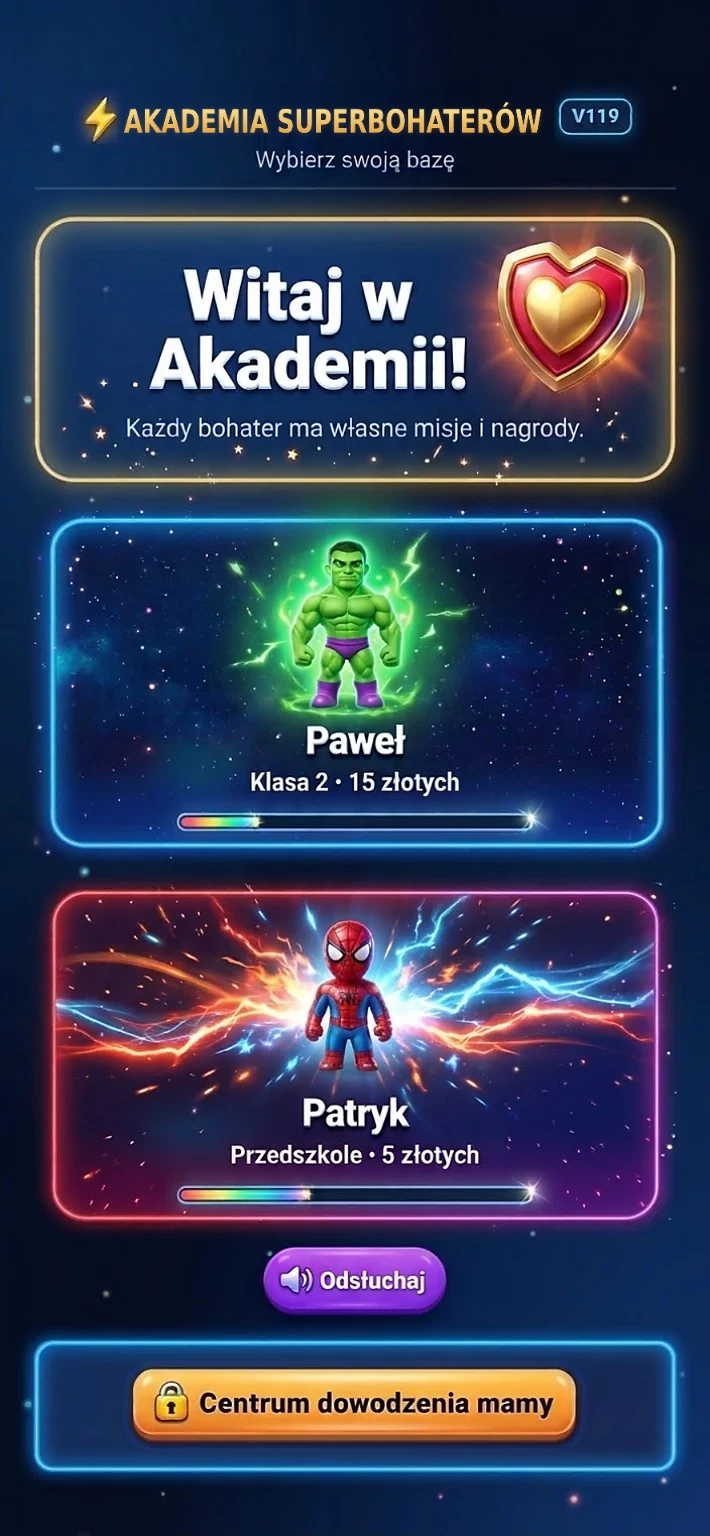 AKADEMIA SUPERBOHATERÓW V119
Wybierz swoją bazę
Witaj w
Akademii!
Każdy bohater ma własne misje i nagrody.
Paweł
Klasa 2 • 15 złotych
Patryk
Przedszkole • 5 złotych
Odsłuchaj
Centrum dowodzenia mamy